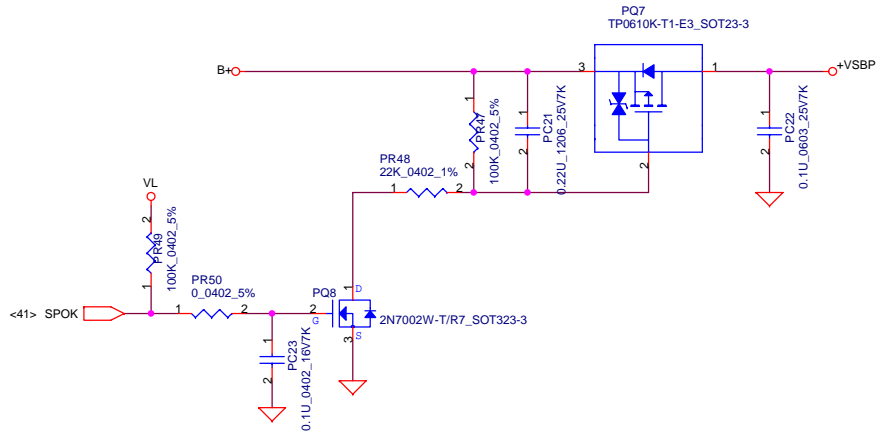 PQ7
TP0610K-T1-E3_SOT23-3
B+
3
1
+VSBP
1
2
PR47
100K_0402_5%
1
2
PC21
0.22U_1206_25V7K
2
1
2
PC22
0.1U_0603_25V7K
PR48
22K_0402_1%
1
2
VL
2
1
PR49
100K_0402_5%
PR50
0_0402_5%
<41> SPOK
1
2
PQ8
1
D
2
G
2N7002W-T/R7_SOT323-3
3
S
1
2
PC23
0.1U_0402_16V7K